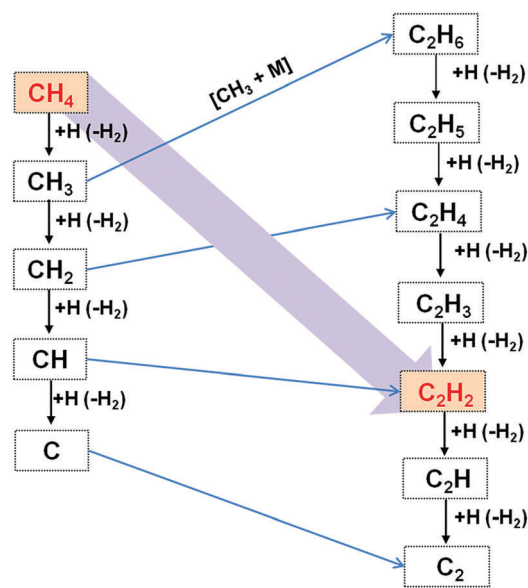 CH₄
+H (-H₂)
CH₃
+H (-H₂)
CH₂
+H (-H₂)
CH
+H (-H₂)
C
[CH₃ + M]
C₂H₆
+H (-H₂)
C₂H₅
+H (-H₂)
C₂H₄
+H (-H₂)
C₂H₃
+H (-H₂)
C₂H₂
+H (-H₂)
C₂H
+H (-H₂)
C₂